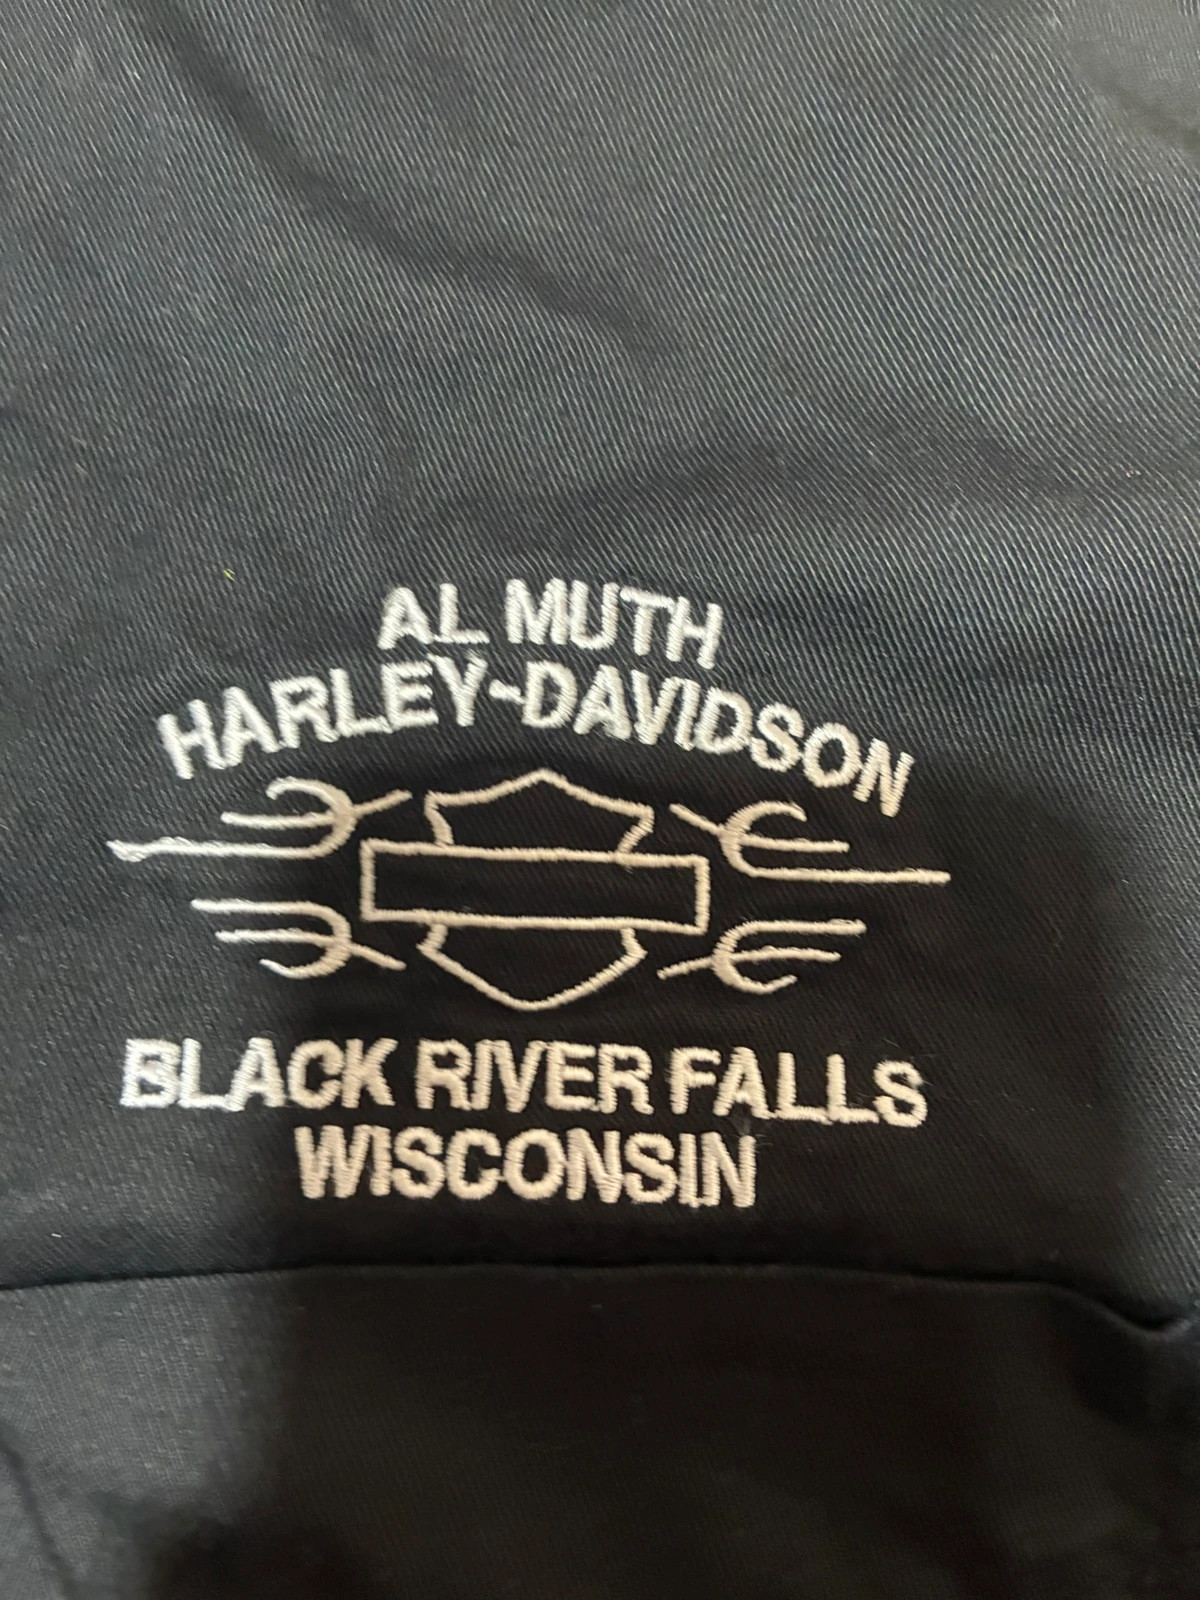 AL MUTH
HARLEY-DAVIDSON
BLACK RIVER FALLS
WISCONSIN